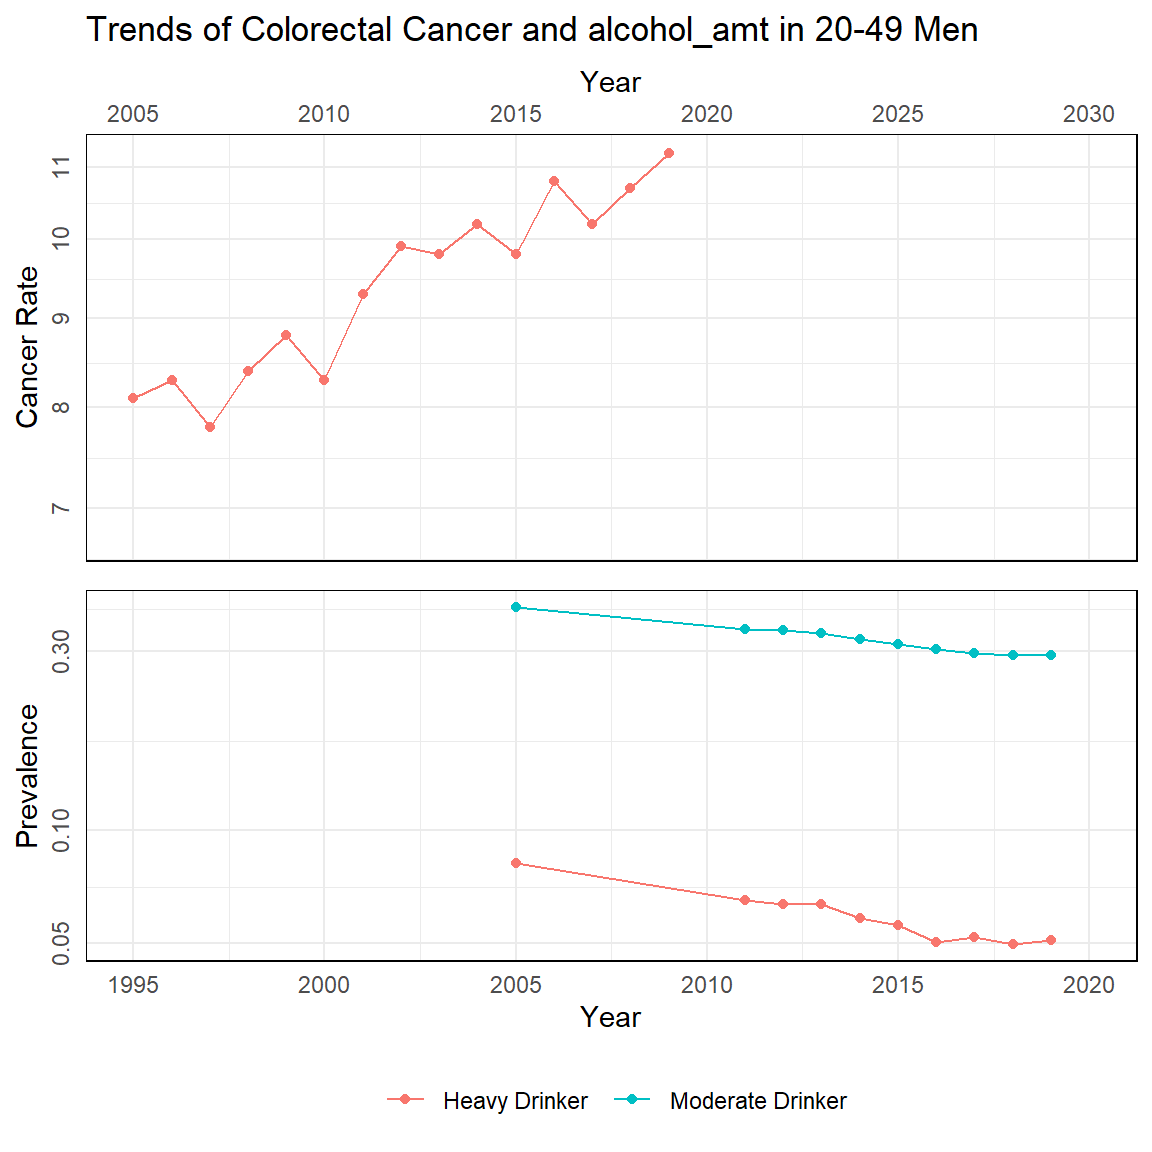 Trends of Colorectal Cancer and alcohol_amt in 20-49 Men
Year
2005 2010 2015 2020 2025 2030
Cancer Rate
11
10
9
8
7
Prevalence
0.30
0.10
0.05
1995 2000 2005 2010 2015 2020
Year
Heavy Drinker Moderate Drinker